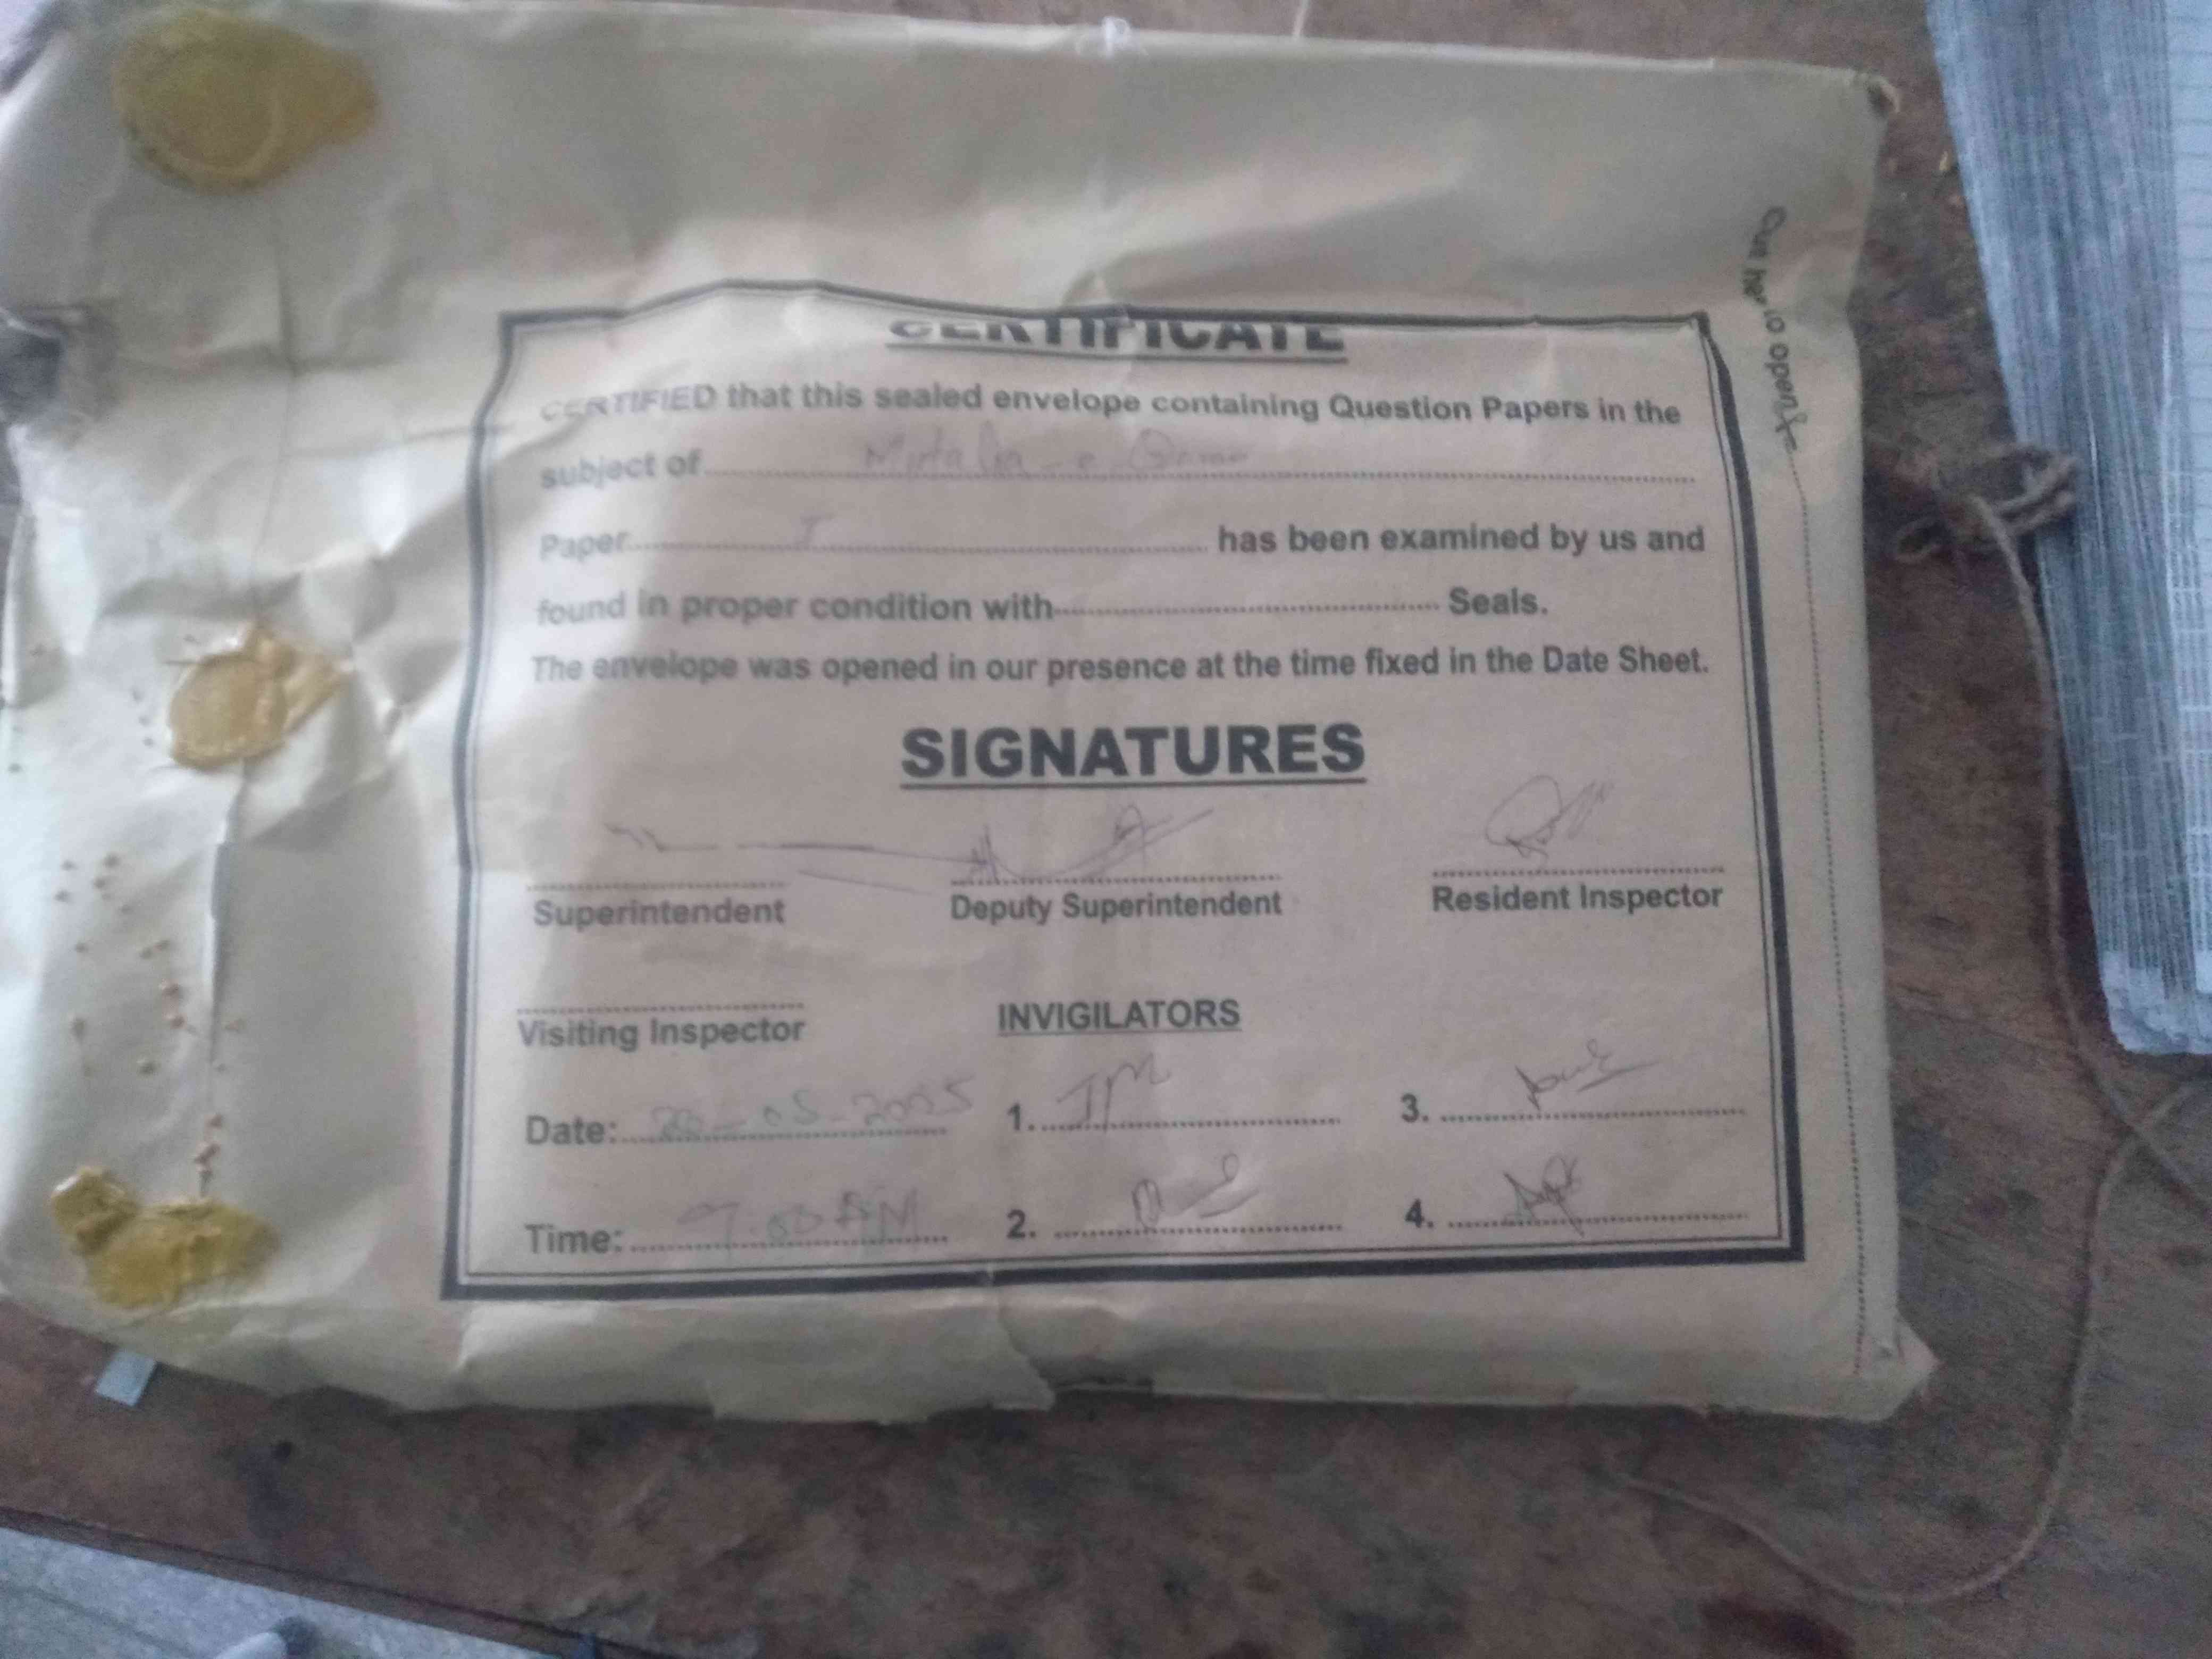 CERTIFICATE
CERTIFIED that this sealed envelope containing Question Papers in the
subject of
Paper I has been examined by us and
found in proper condition with Seals.
The envelope was opened in our presence at the time fixed in the Date Sheet.
SIGNATURES
Superintendent Deputy Superintendent Resident Inspector
Visiting Inspector INVIGILATORS
Date: 1. 3.
Time: AM 2. 4.
Cut
open